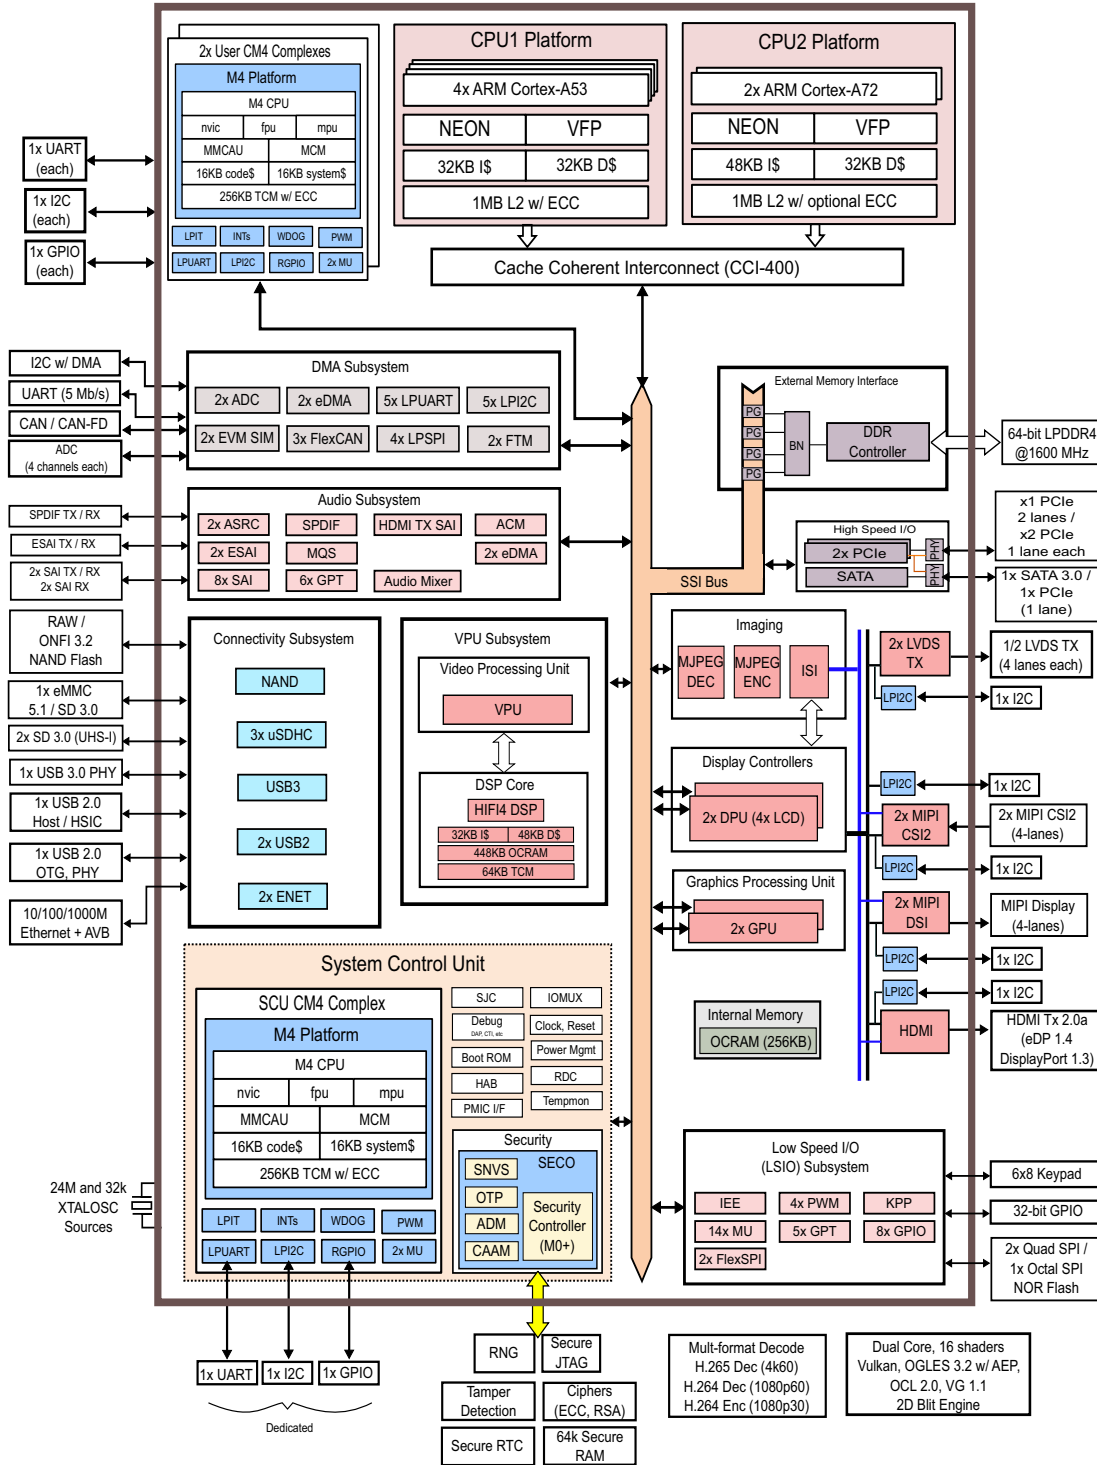 2x User CM4 Complexes
M4 Platform
M4 CPU
nvic
fpu
mpu
MMCAU
MCM
16KB code$
16KB system$
256KB TCM w/ ECC
LPIT
INTs
WDOG
PWM
LPUART
LPI2C
RGPIO
2x MU
1x UART
(each)
1x I2C
(each)
1x GPIO
(each)
CPU1 Platform
4x ARM Cortex-A53
NEON
VFP
32KB I$
32KB D$
1MB L2 w/ ECC
CPU2 Platform
2x ARM Cortex-A72
NEON
VFP
48KB I$
32KB D$
1MB L2 w/ optional ECC
Cache Coherent Interconnect (CCI-400)
I2C w/ DMA
UART (5 Mb/s)
CAN / CAN-FD
ADC
(4 channels each)
DMA Subsystem
2x ADC
2x eDMA
5x LPUART
5x LPI2C
2x EVM SIM
3x FlexCAN
4x LPSPI
2x FTM
External Memory Interface
PG
PG
PG
PG
BN
DDR
Controller
64-bit LPDDR4
@1600 MHz
SPDIF TX / RX
ESAI TX / RX
2x SAI TX / RX
2x SAI RX
Audio Subsystem
2x ASRC
SPDIF
HDMI TX SAI
ACM
2x ESAI
MQS
2x eDMA
8x SAI
6x GPT
Audio Mixer
SSI Bus
High Speed I/O
2x PCIe
SATA
PHY
PHY
x1 PCIe
2 lanes /
x2 PCIe
1 lane each
1x SATA 3.0 /
1x PCIe
(1 lane)
RAW /
ONFI 3.2
NAND Flash
1x eMMC
5.1 / SD 3.0
2x SD 3.0 (UHS-I)
1x USB 3.0 PHY
1x USB 2.0
Host / HSIC
1x USB 2.0
OTG, PHY
10/100/1000M
Ethernet + AVB
Connectivity Subsystem
NAND
3x uSDHC
USB3
2x USB2
2x ENET
VPU Subsystem
Video Processing Unit
VPU
DSP Core
HIFI4 DSP
32KB I$
48KB D$
448KB OCRAM
64KB TCM
Imaging
MJPEG
DEC
MJPEG
ENC
ISI
Display Controllers
2x DPU (4x LCD)
Graphics Processing Unit
2x GPU
Internal Memory
OCRAM (256KB)
2x LVDS
TX
LPI2C
LPI2C
2x MIPI
CSI2
LPI2C
2x MIPI
DSI
LPI2C
LPI2C
HDMI
1/2 LVDS TX
(4 lanes each)
1x I2C
1x I2C
2x MIPI CSI2
(4-lanes)
1x I2C
MIPI Display
(4-lanes)
1x I2C
1x I2C
HDMI Tx 2.0a
(eDP 1.4
DisplayPort 1.3)
System Control Unit
SCU CM4 Complex
M4 Platform
M4 CPU
nvic
fpu
mpu
MMCAU
MCM
16KB code$
16KB system$
256KB TCM w/ ECC
LPIT
INTs
WDOG
PWM
LPUART
LPI2C
RGPIO
2x MU
SJC
IOMUX
Debug
DAP, CTI, etc
Clock, Reset
Boot ROM
Power Mgmt
HAB
RDC
PMIC I/F
Tempmon
Security
SECO
SNVS
OTP
ADM
CAAM
Security
Controller
(M0+)
24M and 32k
XTALOSC
Sources
Low Speed I/O
(LSIO) Subsystem
IEE
4x PWM
KPP
14x MU
5x GPT
8x GPIO
2x FlexSPI
6x8 Keypad
32-bit GPIO
2x Quad SPI /
1x Octal SPI
NOR Flash
1x UART
1x I2C
1x GPIO
Dedicated
RNG
Secure
JTAG
Tamper
Detection
Ciphers
(ECC, RSA)
Secure RTC
64k Secure
RAM
Mult-format Decode
H.265 Dec (4k60)
H.264 Dec (1080p60)
H.264 Enc (1080p30)
Dual Core, 16 shaders
Vulkan, OGLES 3.2 w/ AEP,
OCL 2.0, VG 1.1
2D Blit Engine